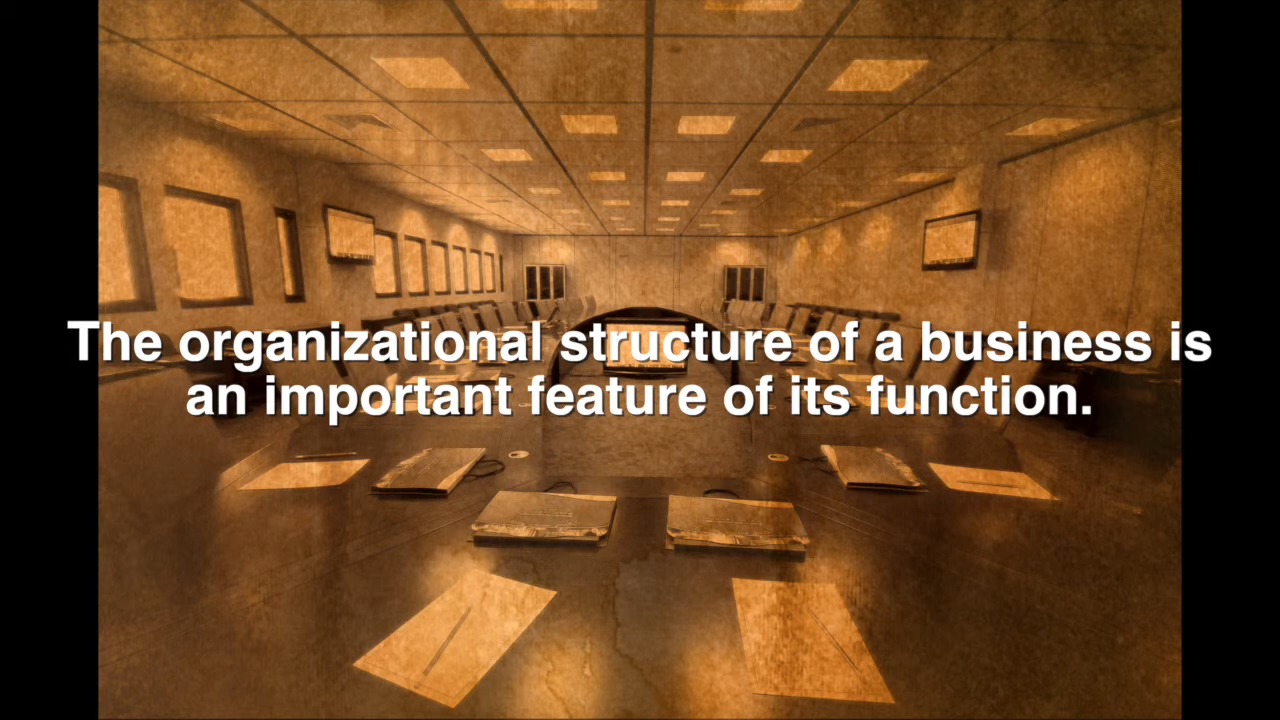 The organizational structure of a business is
an important feature of its function.